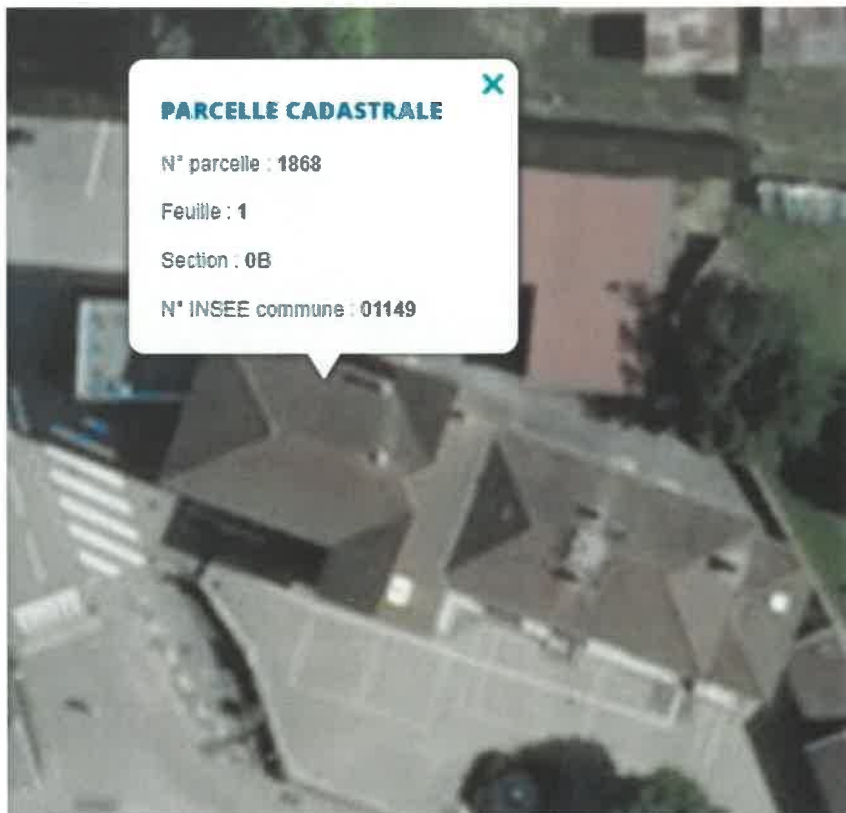 PARCELLE CADASTRALE
N° parcelle : 1868
Feuille : 1
Section : 0B
N° INSEE commune : 01149